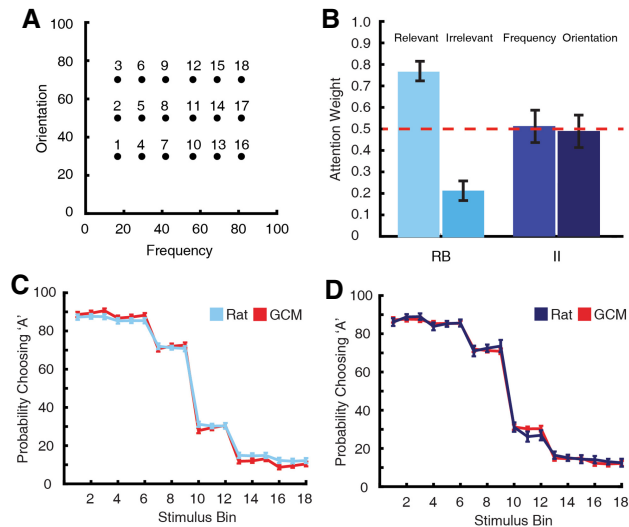 A
100
80
60
40
20
0
Orientation
3 6 9 12 15 18
2 5 8 11 14 17
1 4 7 10 13 16
0 20 40 60 80 100
Frequency
B
1.0
0.9
0.8
0.7
0.6
0.5
0.4
0.3
0.2
0.1
0
Attention Weight
Relevant Irrelevant Frequency Orientation
RB II
C
100
80
60
40
20
0
Probability Choosing 'A'
Rat GCM
2 4 6 8 10 12 14 16 18
Stimulus Bin
D
100
80
60
40
20
0
Probability Choosing 'A'
Rat GCM
2 4 6 8 10 12 14 16 18
Stimulus Bin